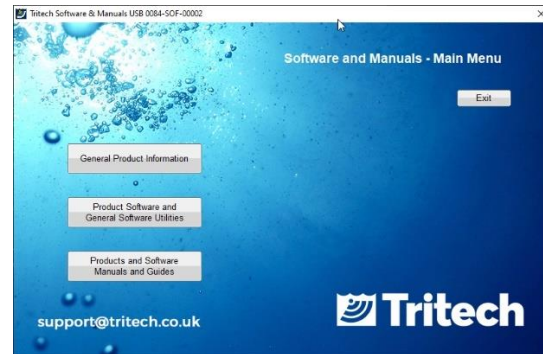 Tritech Software & Manuals USB 0084-SOF-00002
Software and Manuals - Main Menu
Exit
General Product Information
Product Software and
General Software Utilities
Products and Software
Manuals and Guides
support@tritech.co.uk
Tritech